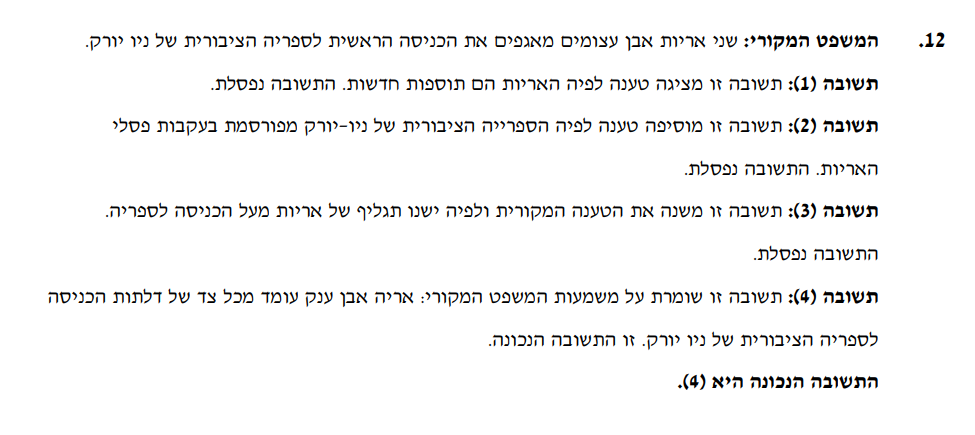 12. המשפט המקורי: שני אריות אבן עצומים מאגפים את הכניסה הראשית לספריה הציבורית של ניו יורק.
תשובה (1): תשובה זו מציגה טענה לפיה האריות הם תוספות חדשות. התשובה נפסלת.
תשובה (2): תשובה זו מוסיפה טענה לפיה הספרייה הציבורית של ניו-יורק מפורסמת בעקבות פסלי
האריות. התשובה נפסלת.
תשובה (3): תשובה זו משנה את הטענה המקורית ולפיה ישנו תגליף של אריות מעל הכניסה לספריה.
התשובה נפסלת.
תשובה (4): תשובה זו שומרת על משמעות המשפט המקורי: אריה אבן ענק עומד מכל צד של דלתות הכניסה
לספריה הציבורית של ניו יורק. זו התשובה הנכונה.
התשובה הנכונה היא (4).